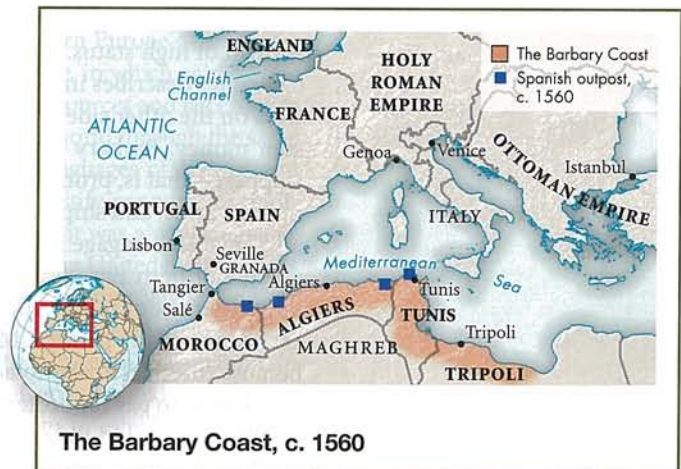 ENGLAND
English
Channel
HOLY
ROMAN
EMPIRE
The Barbary Coast
Spanish outpost,
c. 1560
FRANCE
ATLANTIC
OCEAN
Genoa
Venice
OTTOMAN EMPIRE
Istanbul
PORTUGAL
SPAIN
ITALY
Lisbon
Seville
GRANADA
Mediterranean
Sea
Tangier
Algiers
Tunis
Salé
ALGIERS
TUNIS
MOROCCO
MAGHREB
Tripoli
TRIPOLI
The Barbary Coast, c. 1560